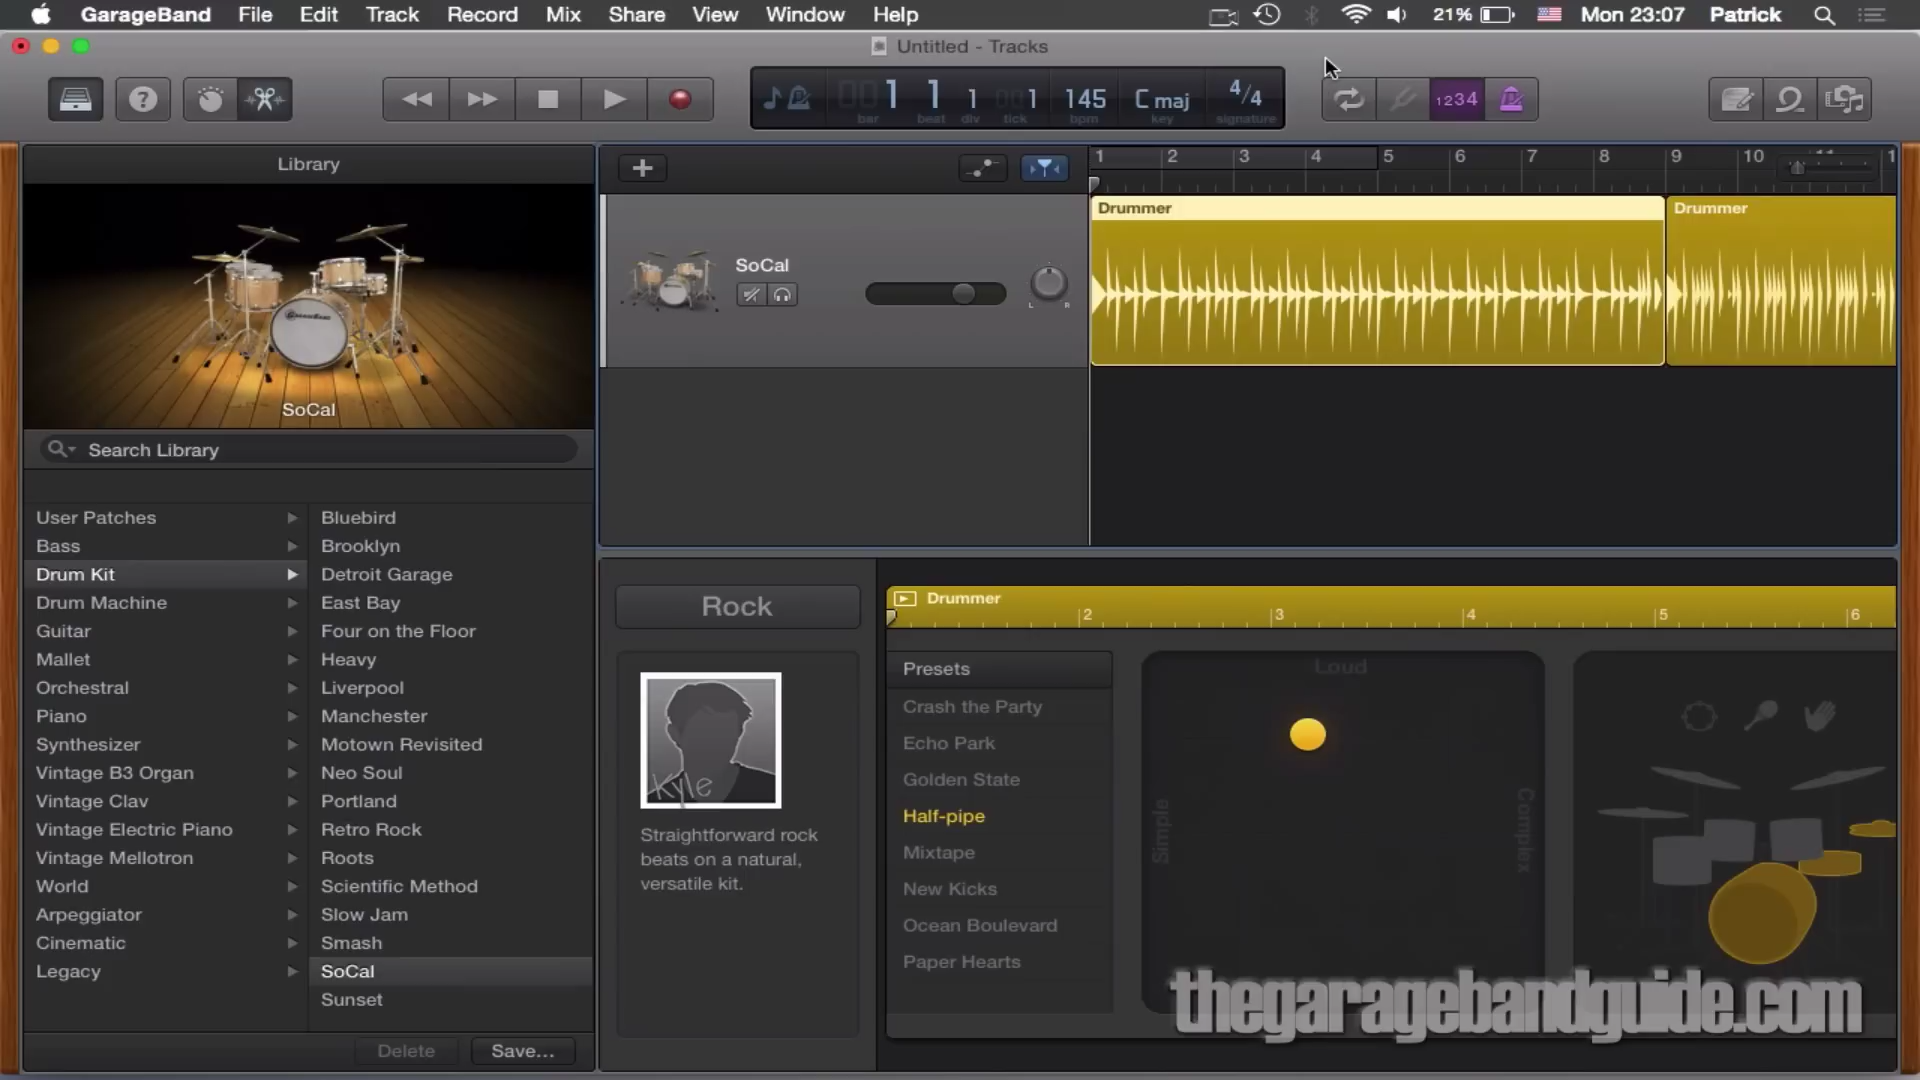 GarageBand File Edit Track Record Mix Share View Window Help 21% Mon 23:07 Patrick
Untitled - Tracks
1 1 1 1 145 C maj 4/4
bar beat div tick bpm key signature
1234
Library
SoCal
Search Library
User Patches
Bass
Drum Kit
Drum Machine
Guitar
Mallet
Orchestral
Piano
Synthesizer
Vintage B3 Organ
Vintage Clav
Vintage Electric Piano
Vintage Mellotron
World
Arpeggiator
Cinematic
Legacy
Bluebird
Brooklyn
Detroit Garage
East Bay
Four on the Floor
Heavy
Liverpool
Manchester
Motown Revisited
Neo Soul
Portland
Retro Rock
Roots
Scientific Method
Slow Jam
Smash
SoCal
Sunset
Delete Save...
1 2 3 4 5 6 7 8 9 10 11
SoCal
L R
Drummer Drummer
Rock
Kyle
Straightforward rock
beats on a natural,
versatile kit.
Drummer
2 3 4 5 6
Presets
Crash the Party
Echo Park
Golden State
Half-pipe
Mixtape
New Kicks
Ocean Boulevard
Paper Hearts
Loud
Simple
Complex
thegaragebandguide.com